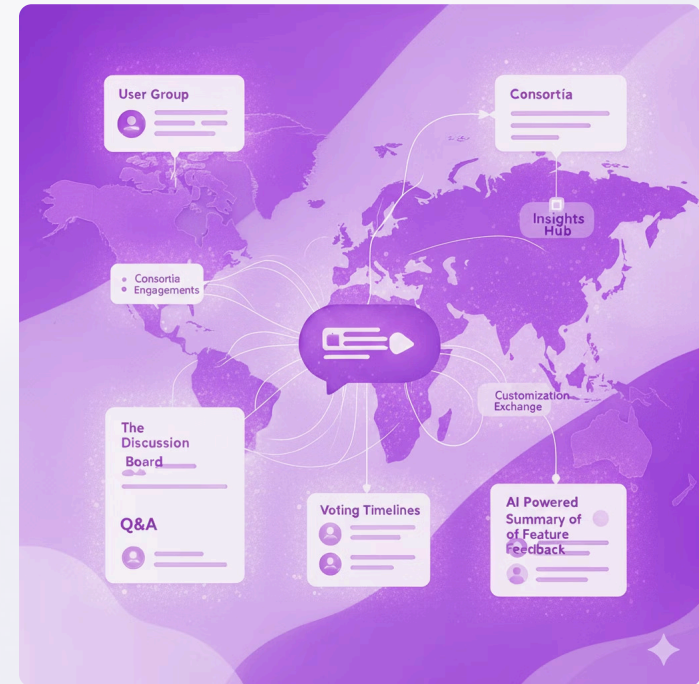 User Group
Consortía
Insights
Hub
Consortia
Engagements
Customization
Exchange
The
Discussion
Board
Q&A
Voting Timelines
AI Powered
Summary of
of Feature
Feedback